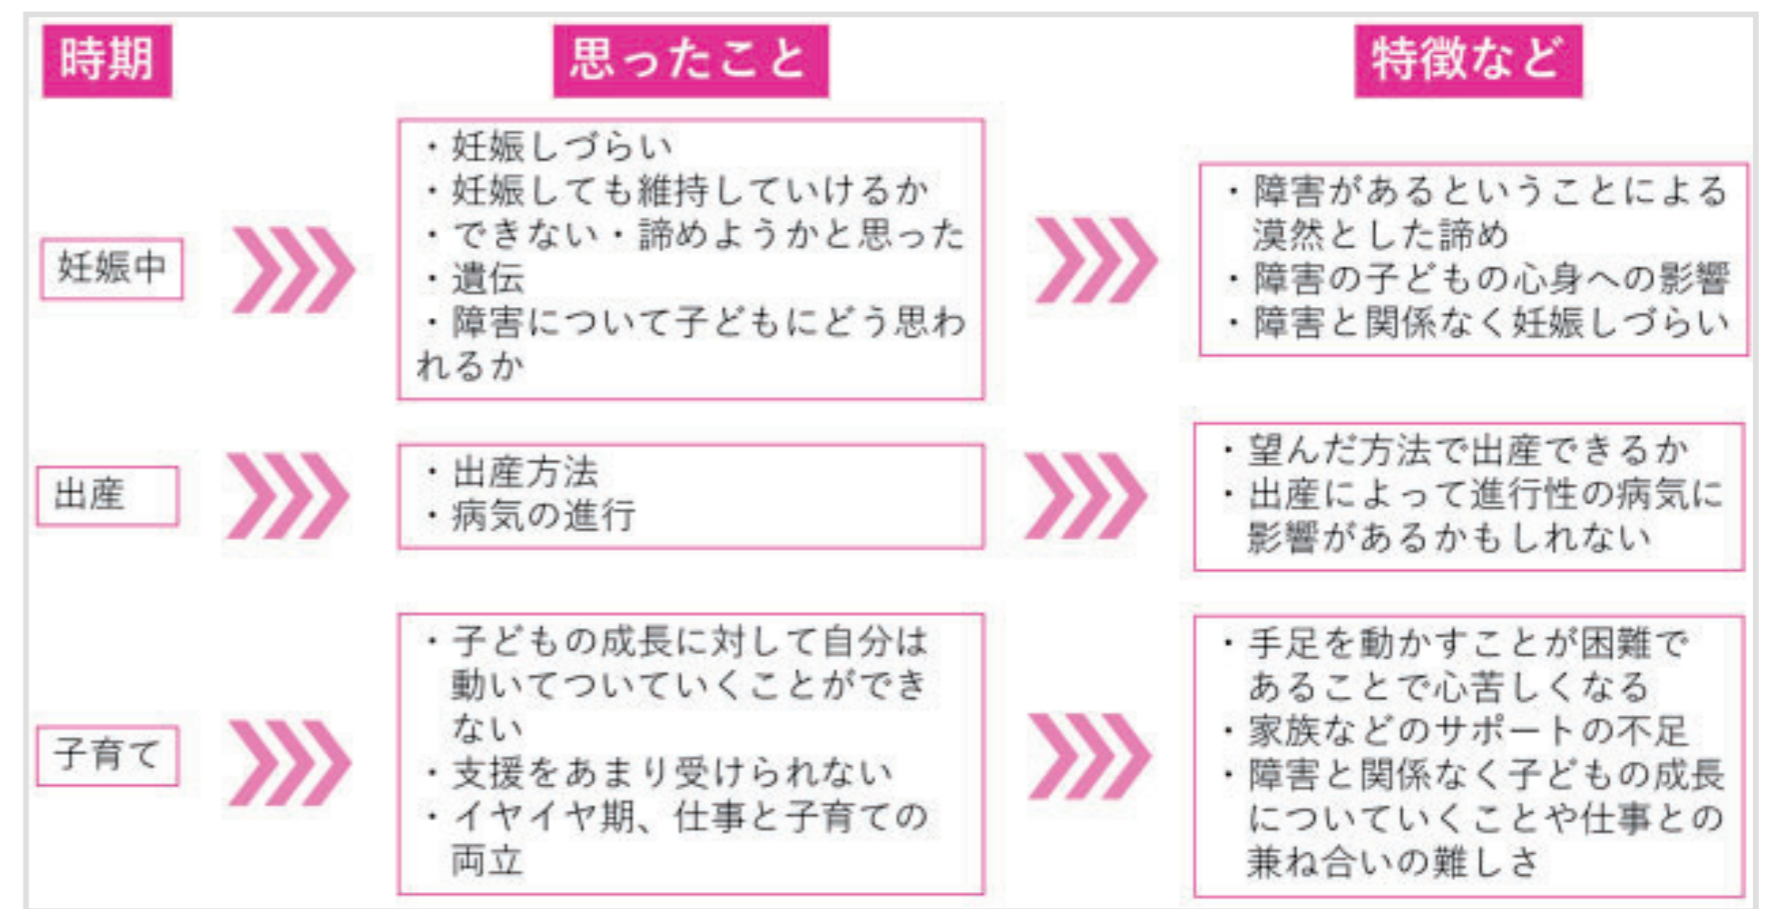 時期
思ったこと
特徴など
妊娠中
・妊娠しづらい
・妊娠しても維持していけるか
・できない・諦めようかと思った
・遺伝
・障害について子どもにどう思わ
れるか
・障害があるということによる
漠然とした諦め
・障害の子どもの心身への影響
・障害と関係なく妊娠しづらい
出産
・出産方法
・病気の進行
・望んだ方法で出産できるか
・出産によって進行性の病気に
影響があるかもしれない
子育て
・子どもの成長に対して自分は
動いてついていくことができ
ない
・支援をあまり受けられない
・イヤイヤ期、仕事と子育ての
両立
・手足を動かすことが困難で
あることで心苦しくなる
・家族などのサポートの不足
・障害と関係なく子どもの成長
についていくことや仕事との
兼ね合いの難しさ